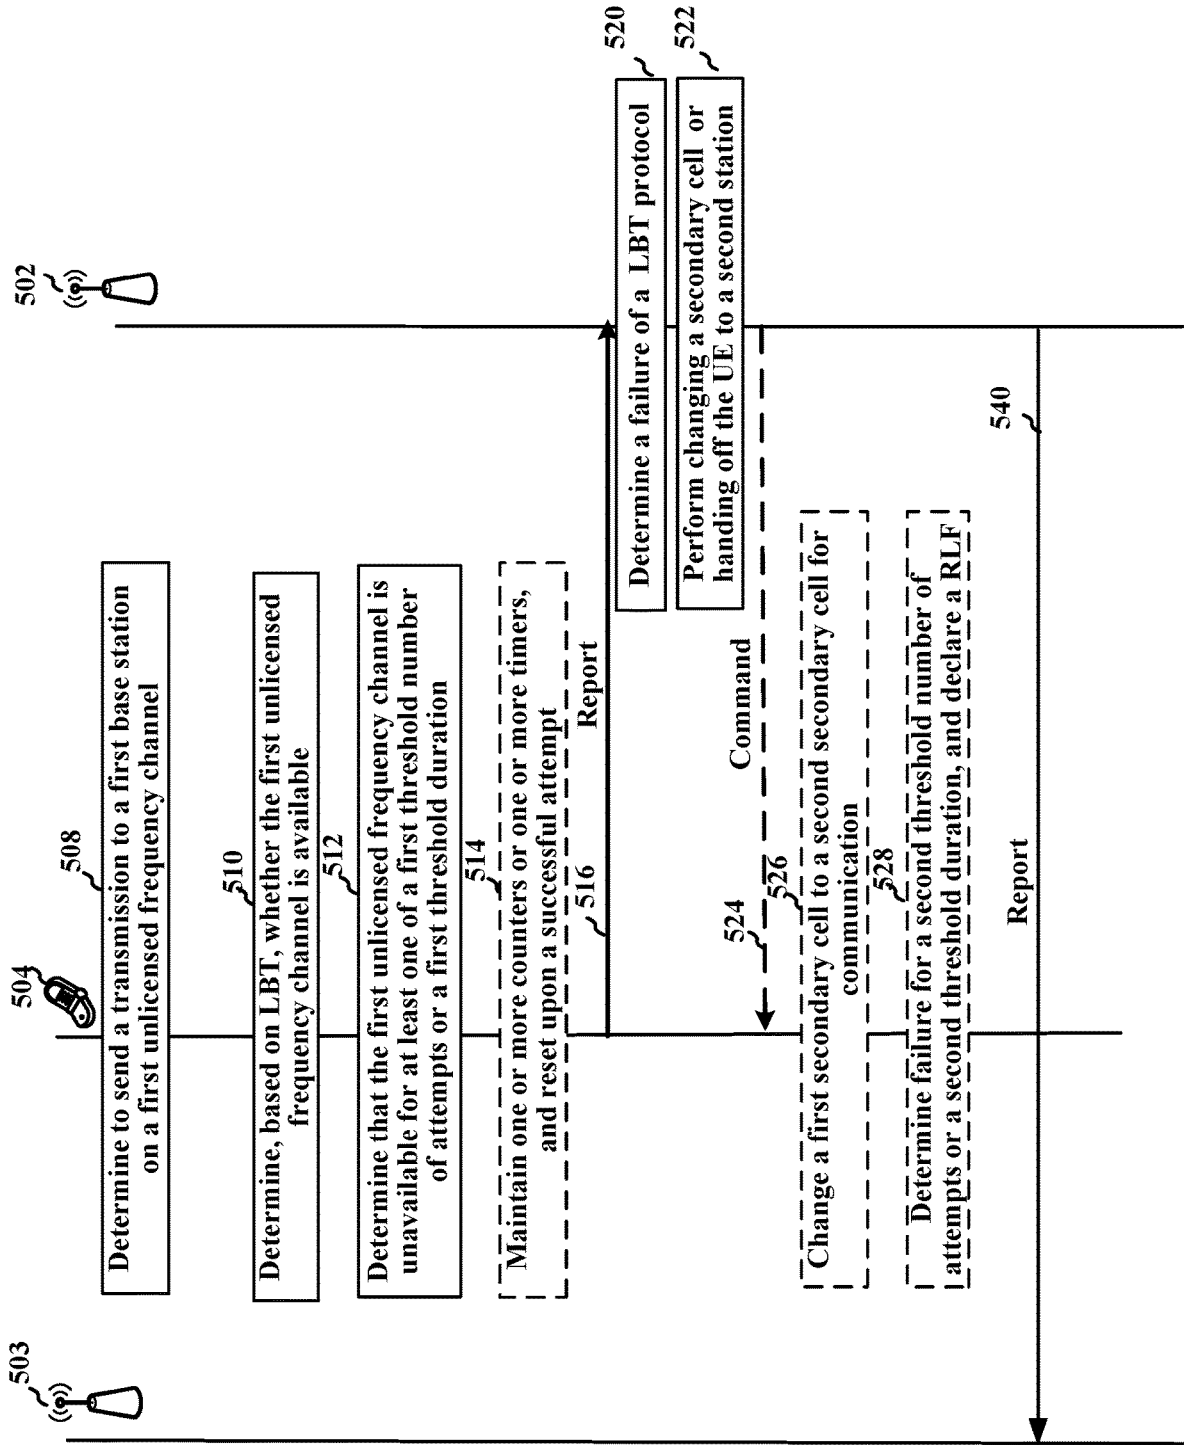 503
504
502
508
Determine to send a transmission to a first base station
on a first unlicensed frequency channel
510
Determine, based on LBT, whether the first unlicensed
frequency channel is available
512
Determine that the first unlicensed frequency channel is
unavailable for at least one of a first threshold number
of attempts or a first threshold duration
514
Maintain one or more counters or one or more timers,
and reset upon a successful attempt
516
Report
520
Determine a failure of a LBT protocol
522
Perform changing a secondary cell or
handing off the UE to a second station
524
Command
526
Change a first secondary cell to a second secondary cell for
communication
528
Determine failure for a second threshold number of
attempts or a second threshold duration, and declare a RLF
Report
540